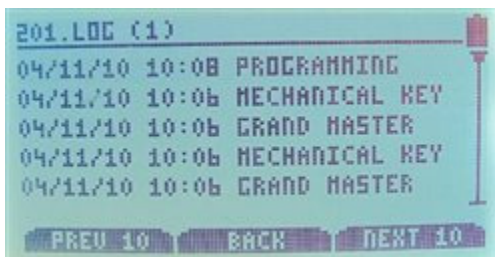 201.LOG (1)
04/11/10 10:08 PROGRAMMING
04/11/10 10:06 MECHANICAL KEY
04/11/10 10:06 GRAND MASTER
04/11/10 10:06 MECHANICAL KEY
04/11/10 10:06 GRAND MASTER
PREV 10 BACK NEXT 10